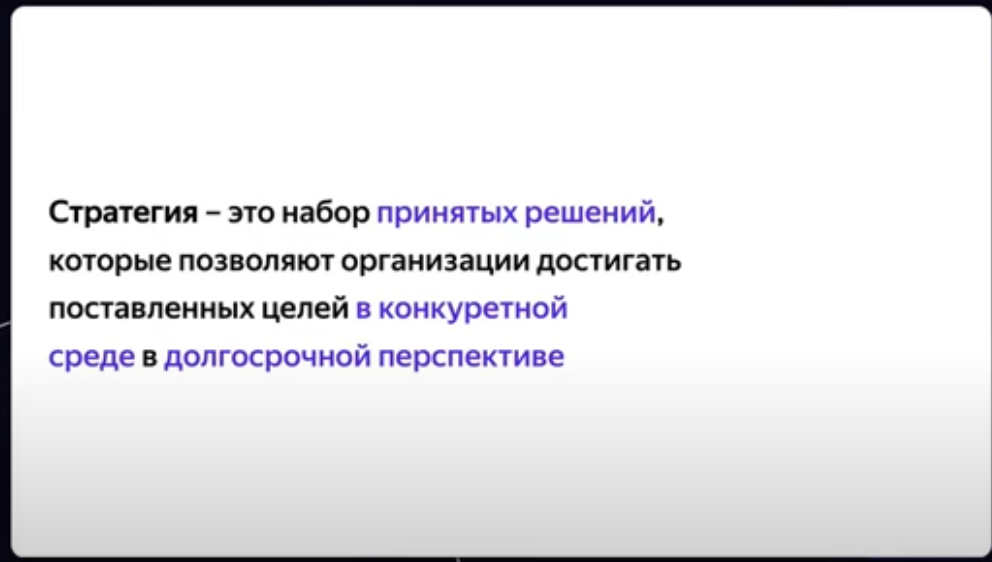 Стратегия – это набор принятых решений,
которые позволяют организации достигать
поставленных целей в конкуретной
среде в долгосрочной перспективе